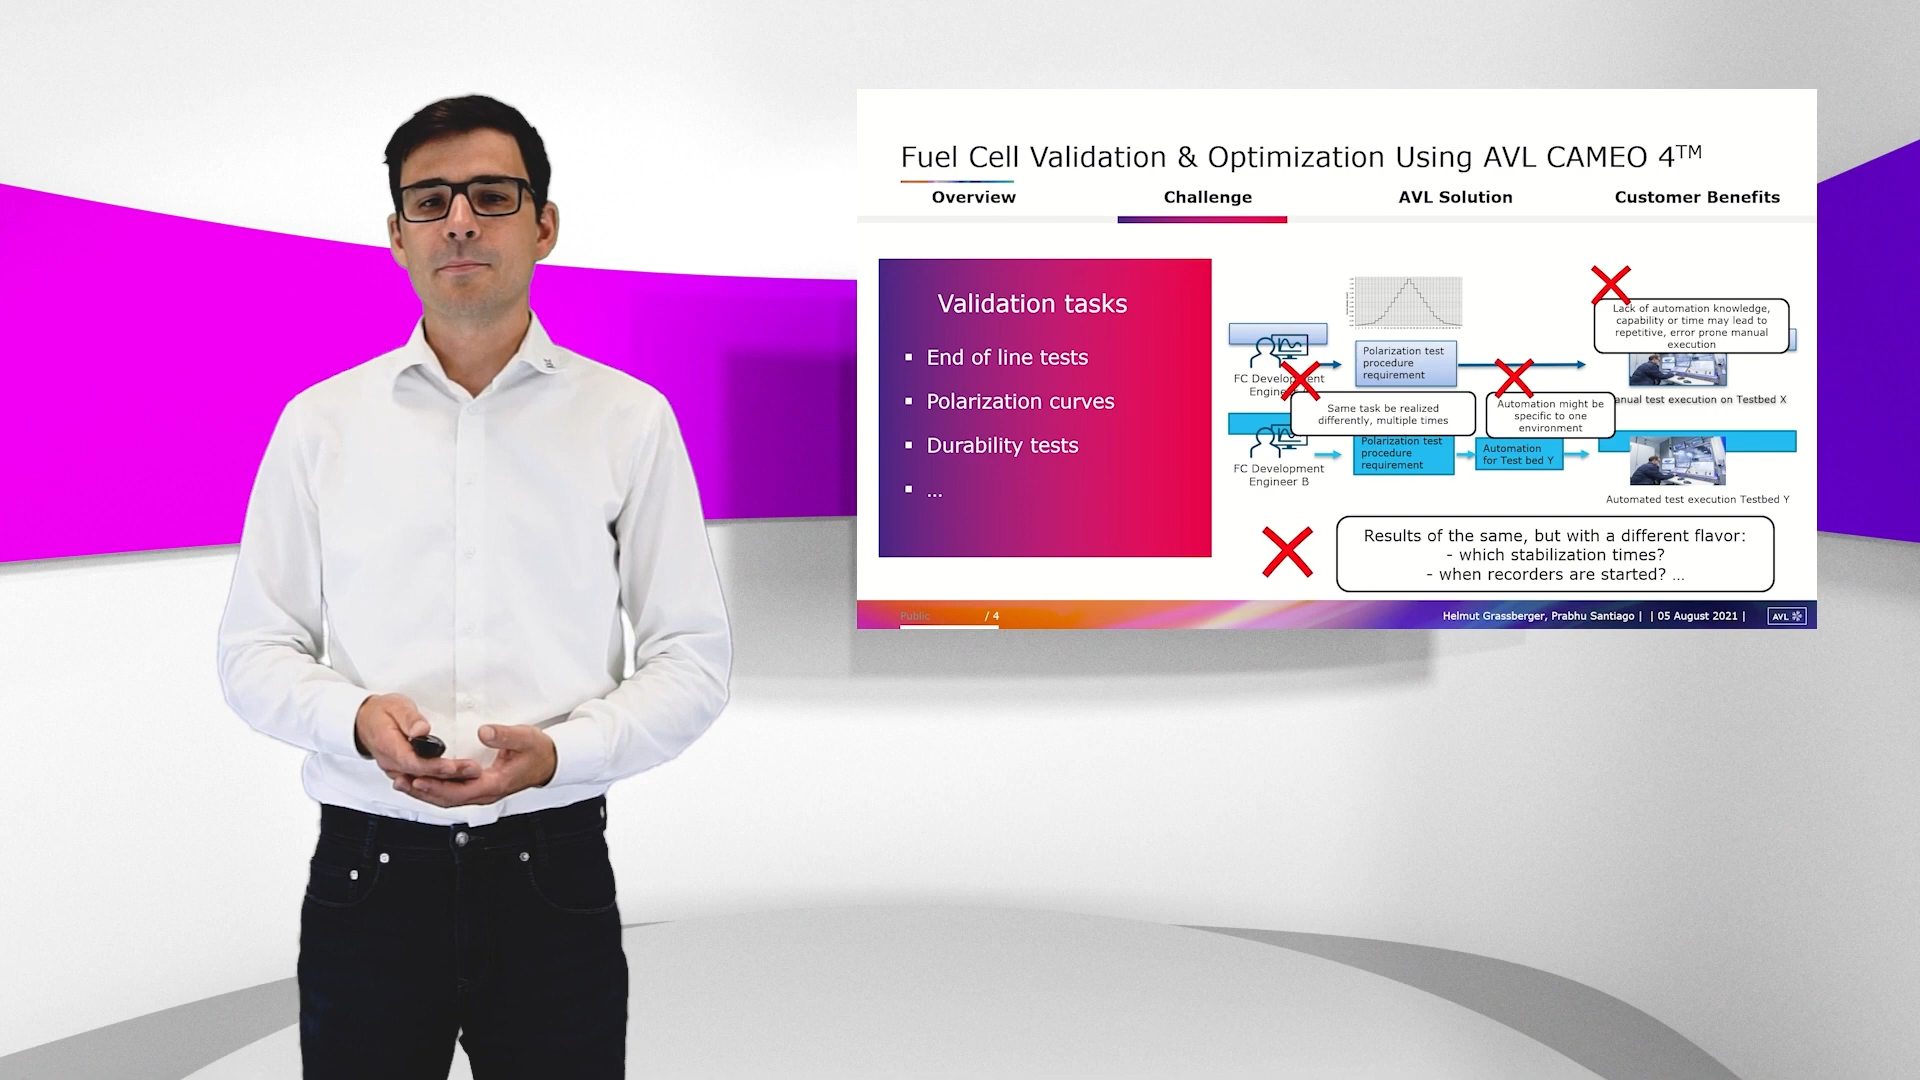 Fuel Cell Validation & Optimization Using AVL CAMEO 4™
Overview
Challenge
AVL Solution
Customer Benefits
Validation tasks
▪ End of line tests
▪ Polarization curves
▪ Durability tests
▪ ...
Lack of automation knowledge,
capability or time may lead to
repetitive, error prone manual
execution
Polarization test
procedure
requirement
FC Development
Same task be realized
differently, multiple times
Automation might be
specific to one
environment
test execution on Testbed X
FC Development
Engineer B
Polarization test
procedure
requirement
Automation
for Test bed Y
Automated test execution Testbed Y
Results of the same, but with a different flavor:
- which stabilization times?
- when recorders are started? ...
Public
/ 4
Helmut Grassberger, Prabhu Santiago | | 05 August 2021 |
AVL